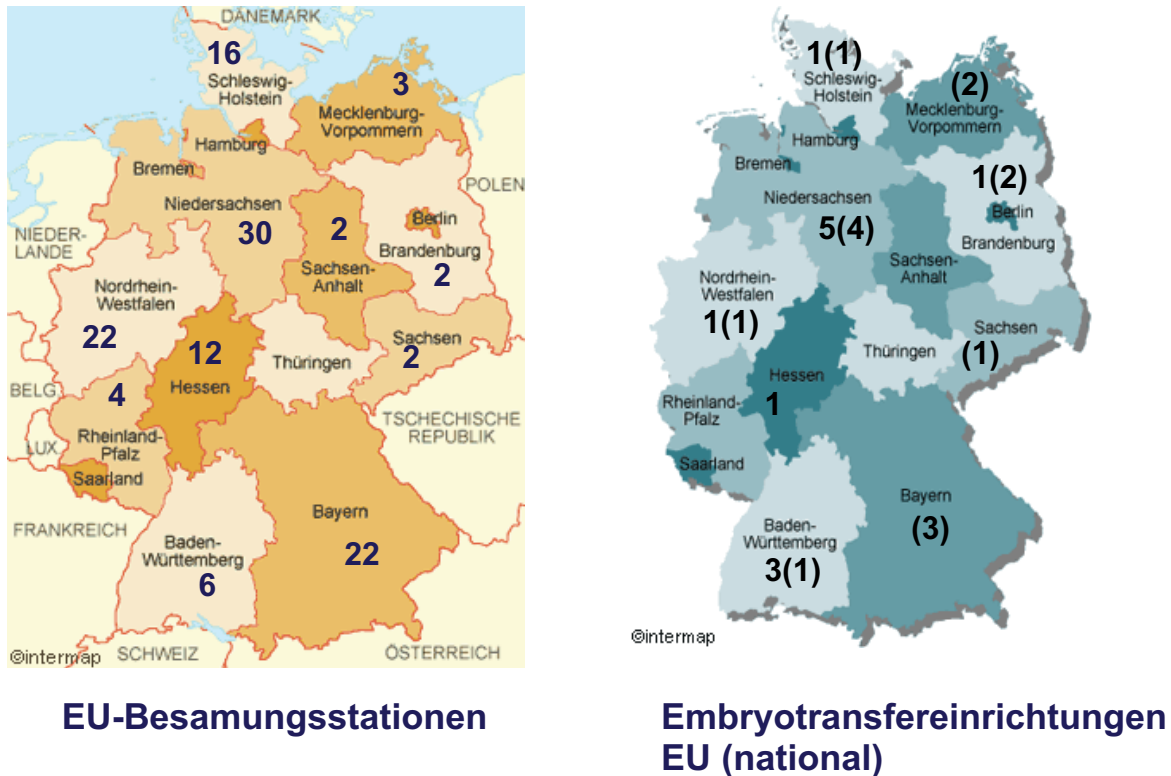 DÄNEMARK
16
Schleswig-
Holstein
3
Mecklenburg-
Vorpommern
Hamburg
Bremen
POLEN
Niedersachsen
30
2
Berlin
NIEDER-
LANDE
Brandenburg
2
Sachsen-
Anhalt
Nordrhein-
Westfalen
22
12
Hessen
Thüringen
Sachsen
2
BELG
4
TSCHECHISCHE
REPUBLIK
LUX
Rheinland-
Pfalz
Saarland
FRANKREICH
Bayern
22
Baden-
Württemberg
6
©intermap
SCHWEIZ
ÖSTERREICH
EU-Besamungsstationen
1(1)
Schleswig-
Holstein
(2)
Mecklenburg-
Vorpommern
Hamburg
Bremen
1(2)
Niedersachsen
5(4)
Berlin
Brandenburg
Sachsen-
Anhalt
Nordrhein-
Westfalen
1(1)
Sachsen
(1)
Thüringen
Hessen
1
Rheinland-
Pfalz
Saarland
Bayern
(3)
Baden-
Württemberg
3(1)
©intermap
Embryotransfereinrichtungen
EU (national)